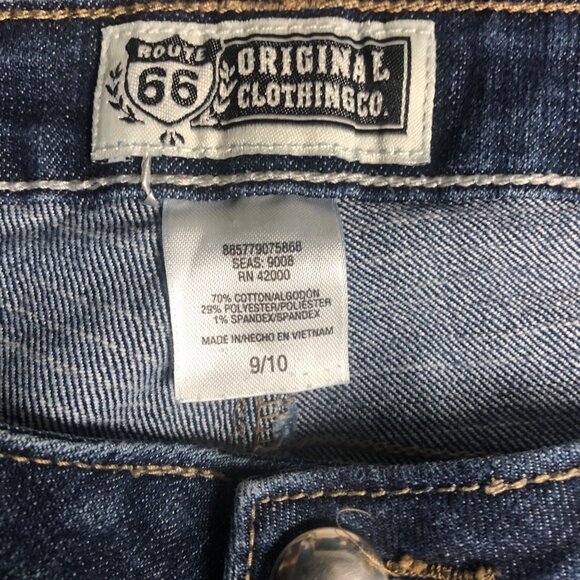 ROUTE
66
ORIGINAL
CLOTHING CO.
885779075868
SEAS: 9008
RN 42000
70% COTTON/ALGODÓN
29% POLYESTER/POLIÉSTER
1% SPANDEX/SPANDEX
MADE IN/HECHO EN VIETNAM
9/10